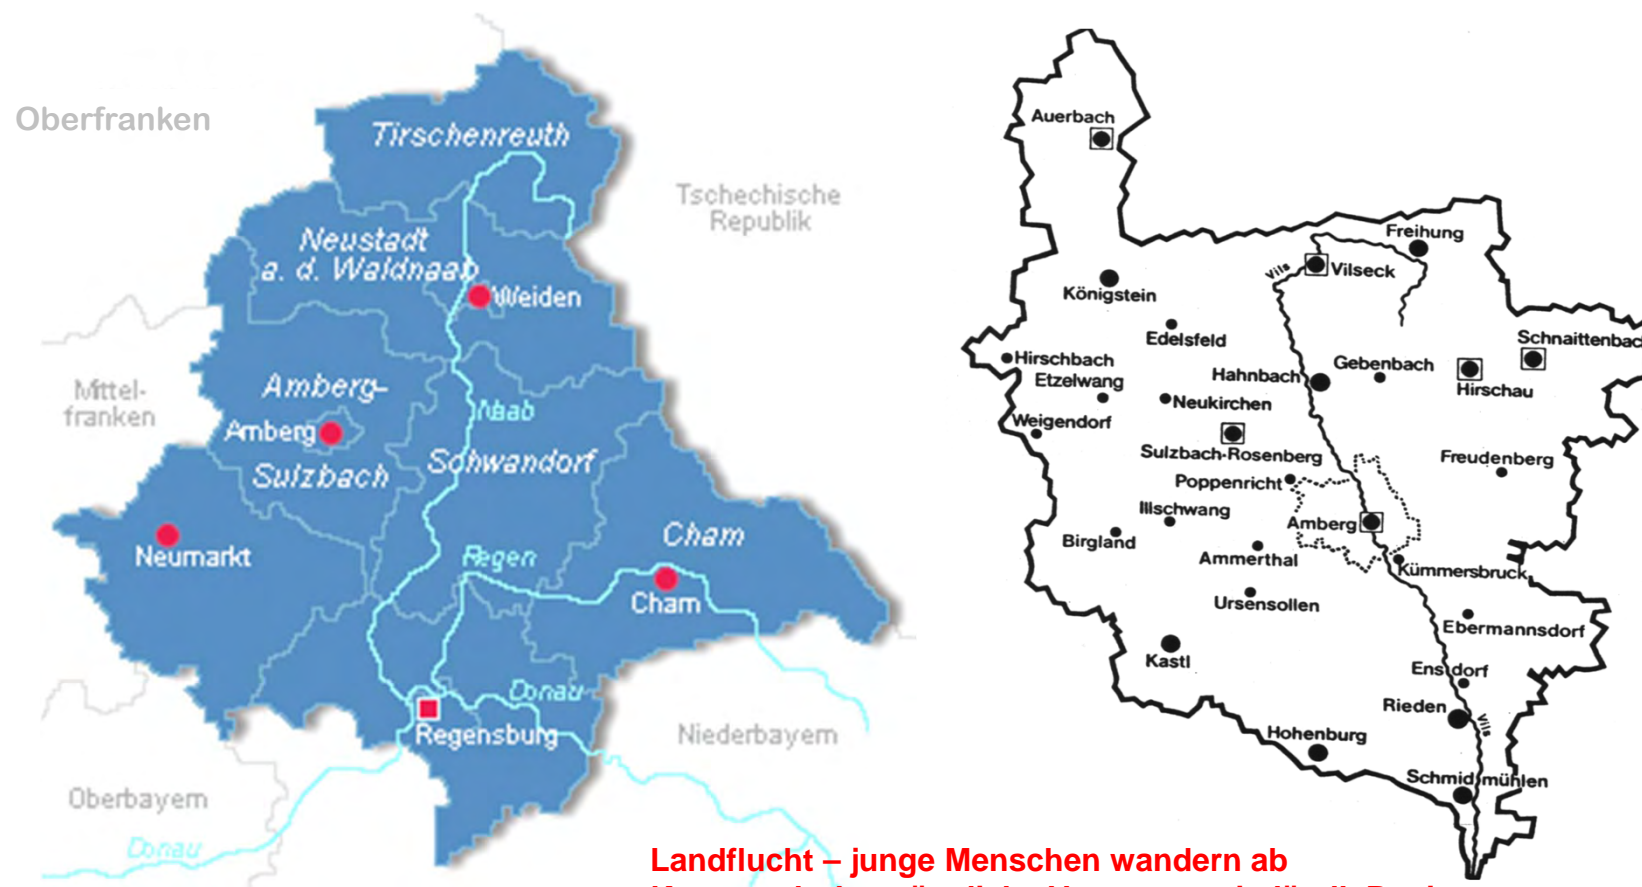 Oberfranken
Tirschenreuth
Tschechische
Republik
Neustadt
a. d. Waldnaab
Weiden
Mittel-
franken
Amberg-
Amberg
Naab
Sulzbach
Schwandorf
Neumarkt
Cham
Regen
Cham
Donau
Regensburg
Niederbayern
Oberbayern
Donau
Auerbach
Freihung
Vils
Vilseck
Königstein
Edelsfeld
Schnaittenbac
Hirschbach
Gebenbach
Etzelwang
Hahnbach
Hirschau
Neukirchen
Weigendorf
Sulzbach-Rosenberg
Freudenberg
Poppenricht
Illschwang
Amberg
Birgland
Ammerthal
Kümmersbruck
Ursensollen
Ebermannsdorf
Kastl
Ensdorf
Rieden
Vils
Hohenburg
Schmidmühlen
Landflucht – junge Menschen wandern ab